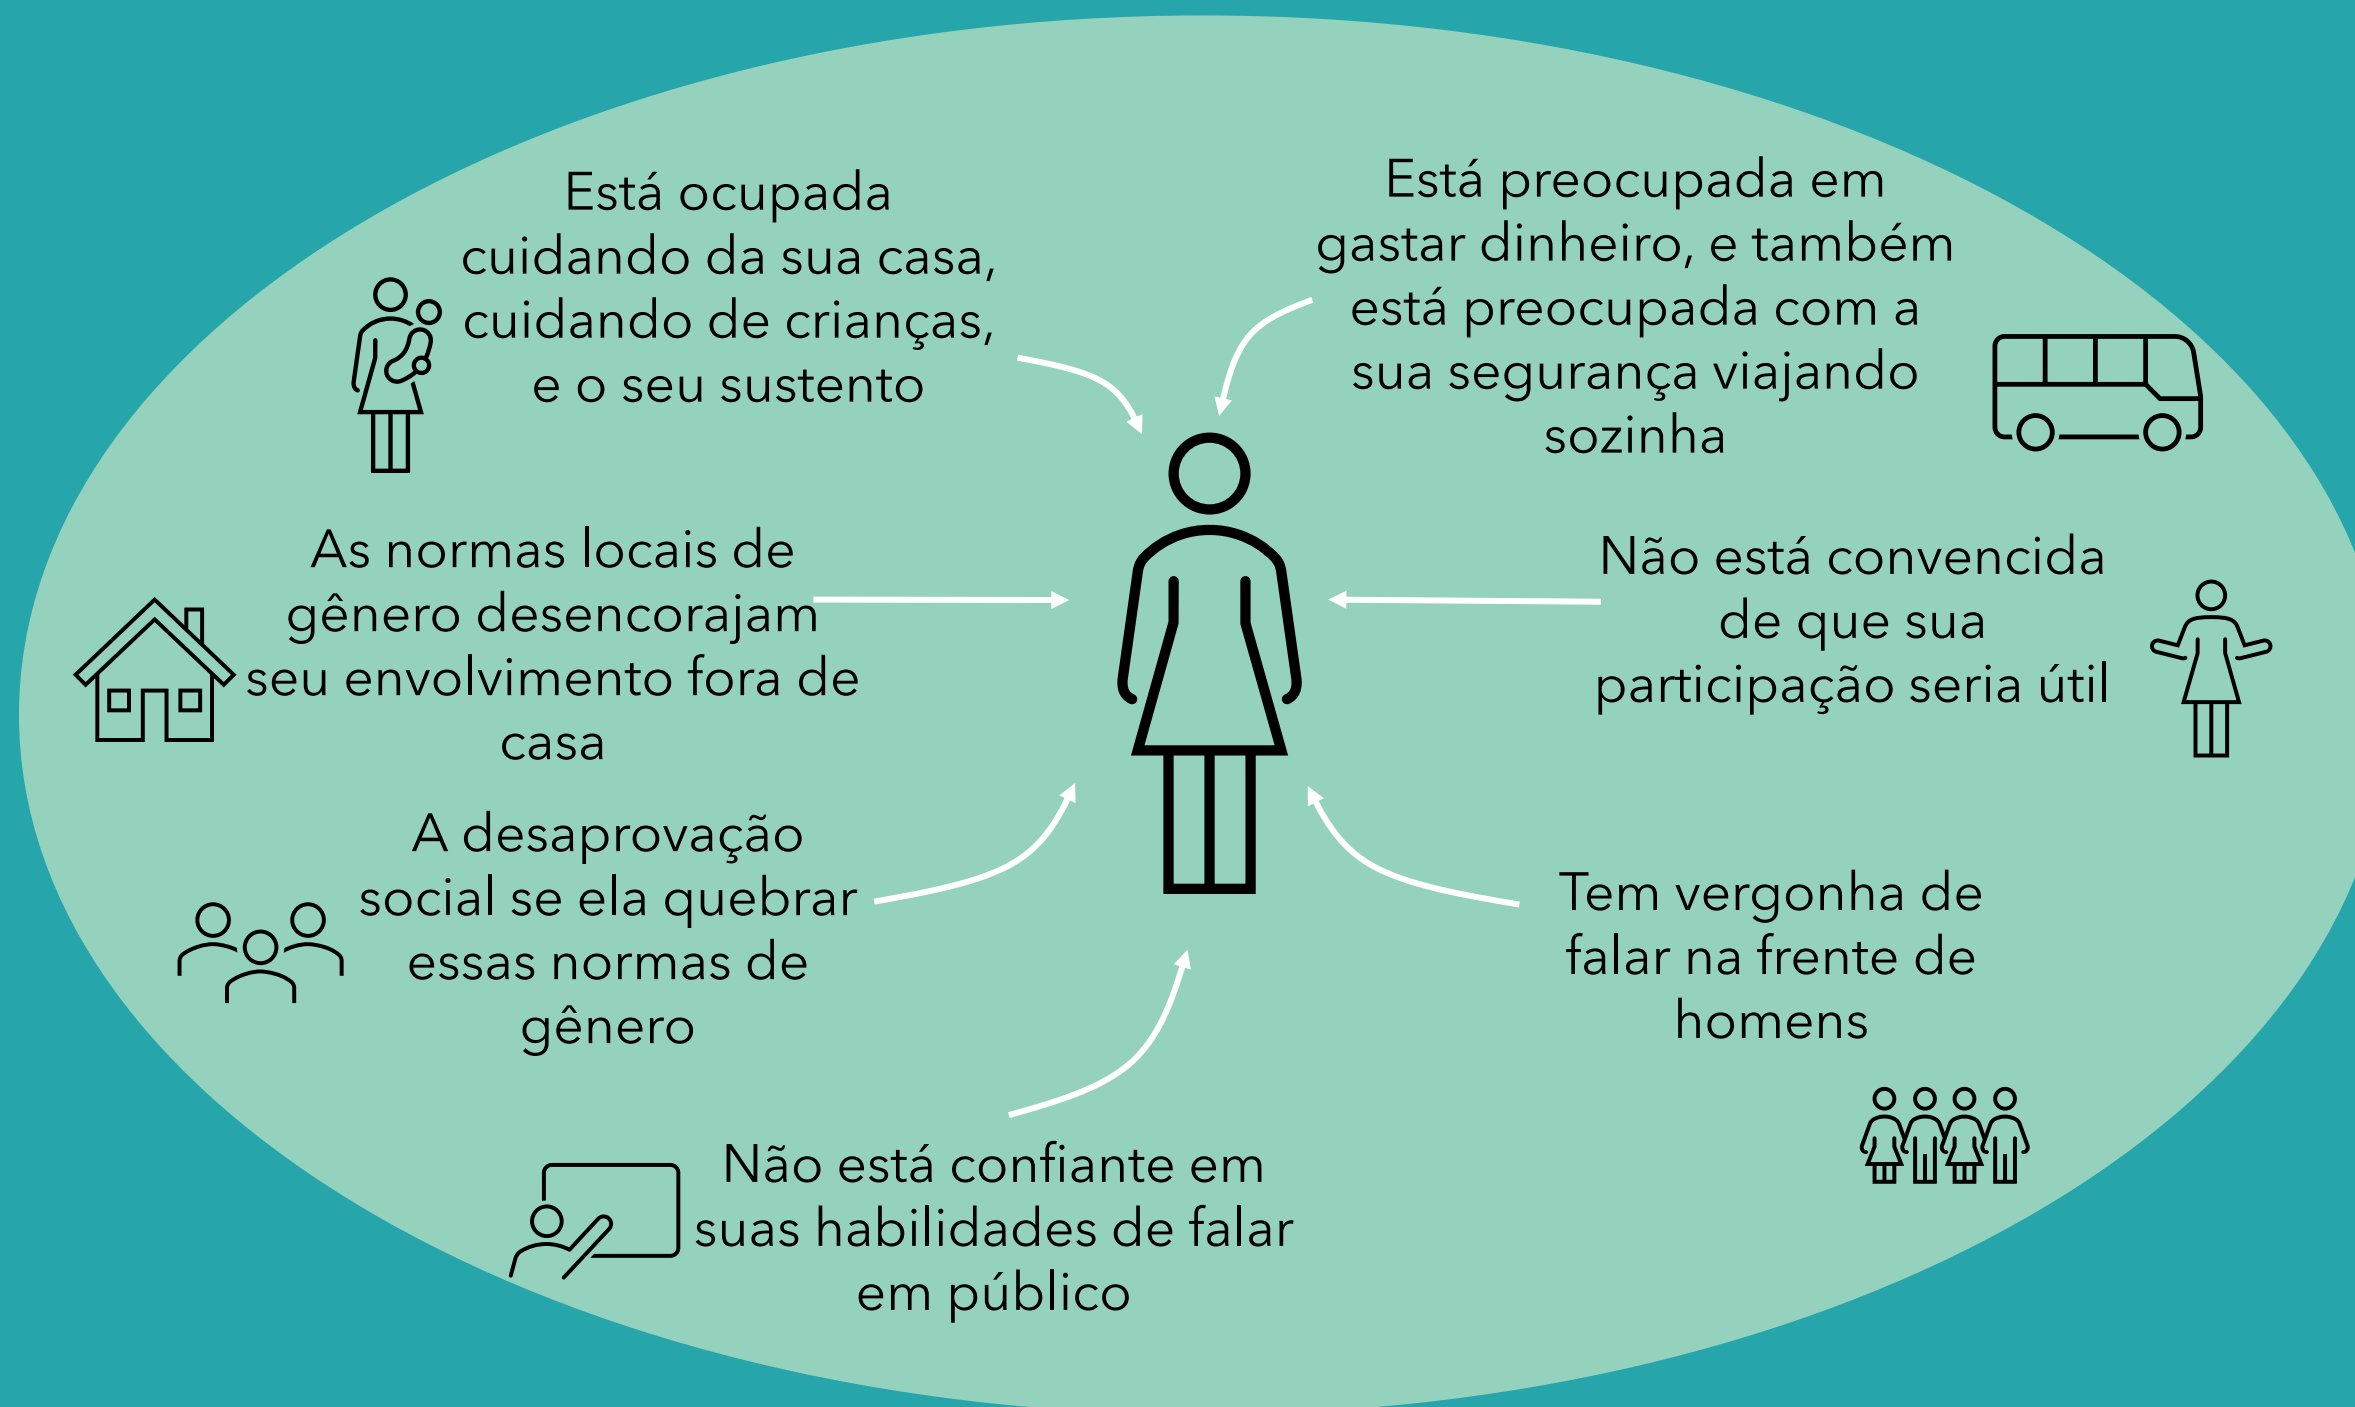 Está ocupada
cuidando da sua casa,
cuidando de crianças,
e o seu sustento
Está preocupada em
gastar dinheiro, e também
está preocupada com a
sua segurança viajando
sozinha
As normas locais de
gênero desencorajam
seu envolvimento fora de
casa
Não está convencida
de que sua
participação seria útil
A desaprovação
social se ela quebrar
essas normas de
gênero
Tem vergonha de
falar na frente de
homens
Não está confiante em
suas habilidades de falar
em público